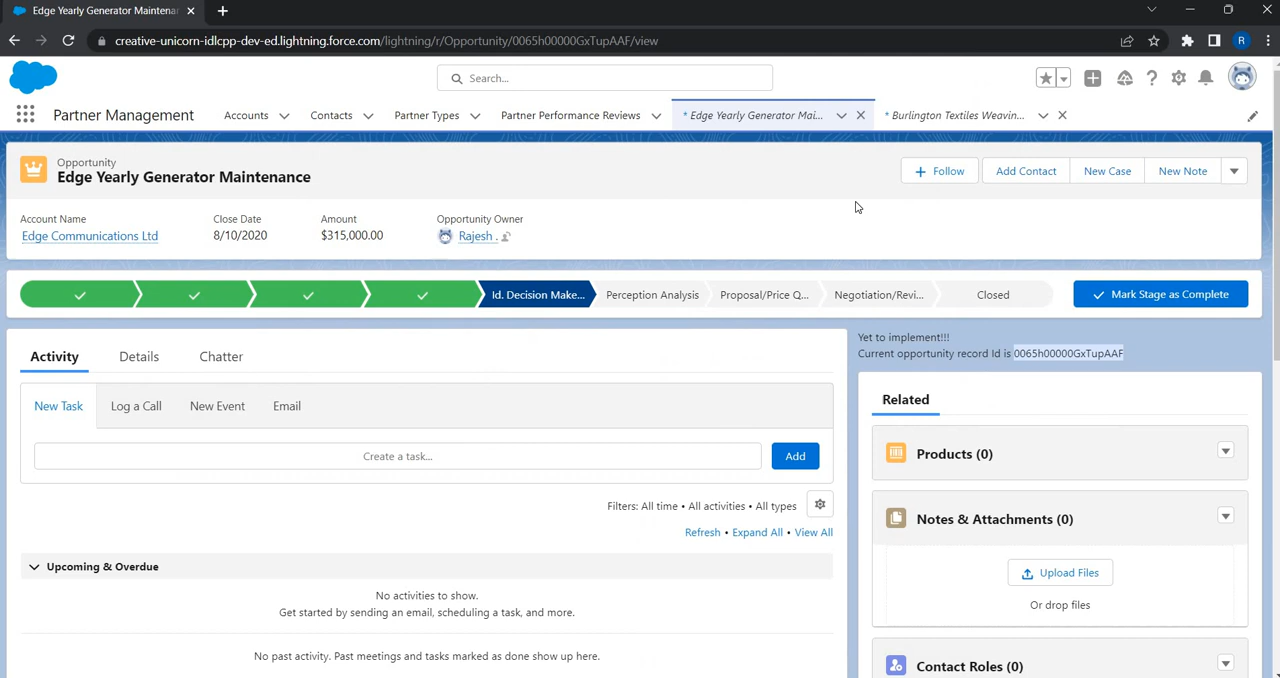 Edge Yearly Generator Maintenan
creative-unicorn-idlcpp-dev-ed.lightning.force.com/lightning/r/Opportunity/0065h00000GxTupAAF/view
R
Search...
Partner Management
Accounts
Contacts
Partner Types
Partner Performance Reviews
* Edge Yearly Generator Mai...
* Burlington Textiles Weavin...
Opportunity
Edge Yearly Generator Maintenance
Follow
Add Contact
New Case
New Note
Account Name
Close Date
Amount
Opportunity Owner
Edge Communications Ltd
8/10/2020
$315,000.00
Rajesh .
Id. Decision Make...
Perception Analysis
Proposal/Price Q...
Negotiation/Revi...
Closed
Mark Stage as Complete
Activity
Details
Chatter
New Task
Log a Call
New Event
Email
Create a task...
Add
Filters: All time • All activities • All types
Refresh • Expand All • View All
Upcoming & Overdue
No activities to show.
Get started by sending an email, scheduling a task, and more.
No past activity. Past meetings and tasks marked as done show up here.
Yet to implement!!!
Current opportunity record Id is 0065h00000GxTupAAF
Related
Products (0)
Notes & Attachments (0)
Upload Files
Or drop files
Contact Roles (0)